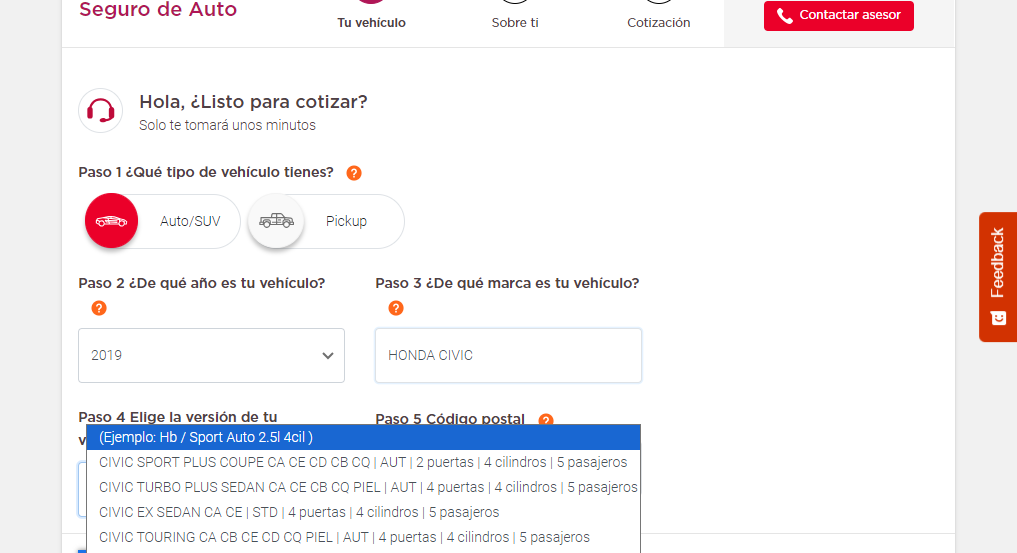 Seguro de Auto
Tu vehículo
Sobre ti
Cotización
Contactar asesor
Hola, ¿Listo para cotizar?
Solo te tomará unos minutos
Paso 1 ¿Qué tipo de vehículo tienes? ?
Auto/SUV
Pickup
Paso 2 ¿De qué año es tu vehículo?
?
Paso 3 ¿De qué marca es tu vehículo?
?
2019
HONDA CIVIC
Paso 4 Elige la versión de tu
Paso 5 Código postal ?
(Ejemplo: Hb / Sport Auto 2.5l 4cil )
CIVIC SPORT PLUS COUPE CA CE CD CB CQ | AUT | 2 puertas | 4 cilindros | 5 pasajeros
CIVIC TURBO PLUS SEDAN CA CE CB CQ PIEL | AUT | 4 puertas | 4 cilindros | 5 pasajeros
CIVIC EX SEDAN CA CE | STD | 4 puertas | 4 cilindros | 5 pasajeros
CIVIC TOURING CA CB CE CD CQ PIEL | AUT | 4 puertas | 4 cilindros | 5 pasajeros
Feedback